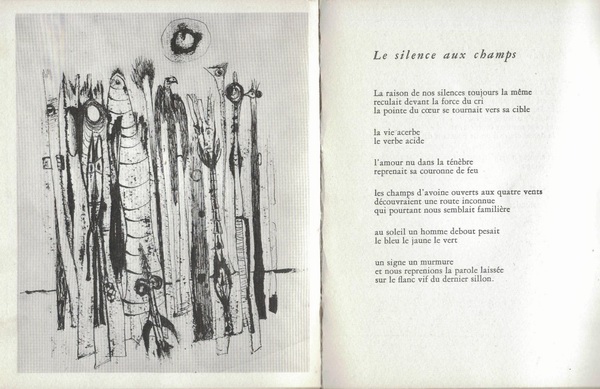 Le silence aux champs
La raison de nos silences toujours la même
reculait devant la force du cri
la pointe du cœur se tournait vers sa cible
la vie acerbe
le verbe acide
l'amour nu dans la ténèbre
reprenait sa couronne de feu
les champs d'avoine ouverts aux quatre vents
découvraient une route inconnue
qui pourtant nous semblait familière
au soleil un homme debout pesait
le bleu le jaune le vert
un signe un murmure
et nous reprenions la parole laissée
sur le flanc vif du dernier sillon.